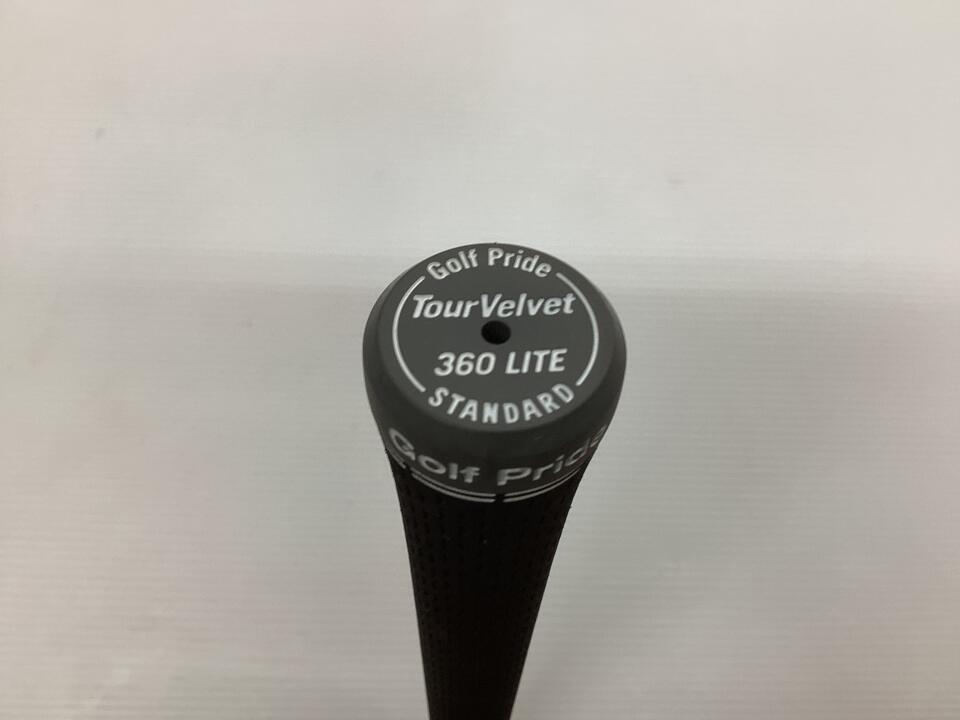 Golf Pride
TourVelvet
360 LITE
STANDARD
Golf Pride